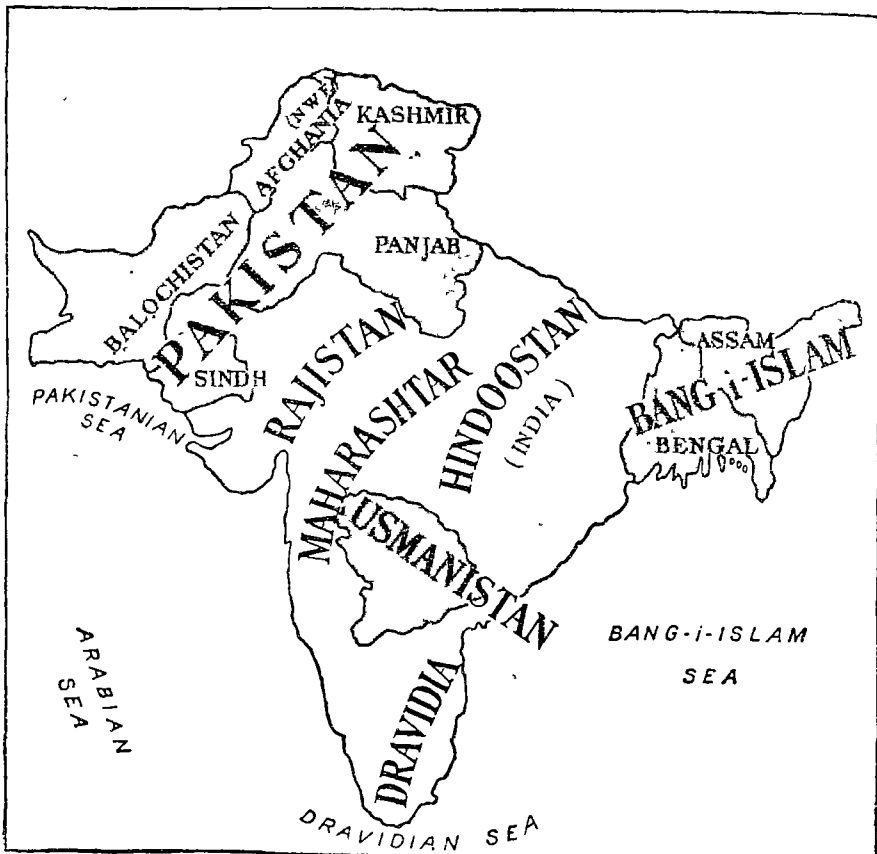 (NWF)
AFGHANIA
KASHMIR
PAKISTAN
PANJAB
BALOCHISTAN
SINDH
PAKISTANIAN
SEA
RAJISTAN
MAHARASHTAR
HINDOOSTAN
(INDIA)
ASSAM
BANG-i-ISLAM
BENGAL
USMANISTAN
ARABIAN
SEA
BANG-i-ISLAM
SEA
DRAVIDIA
DRAVIDIAN SEA